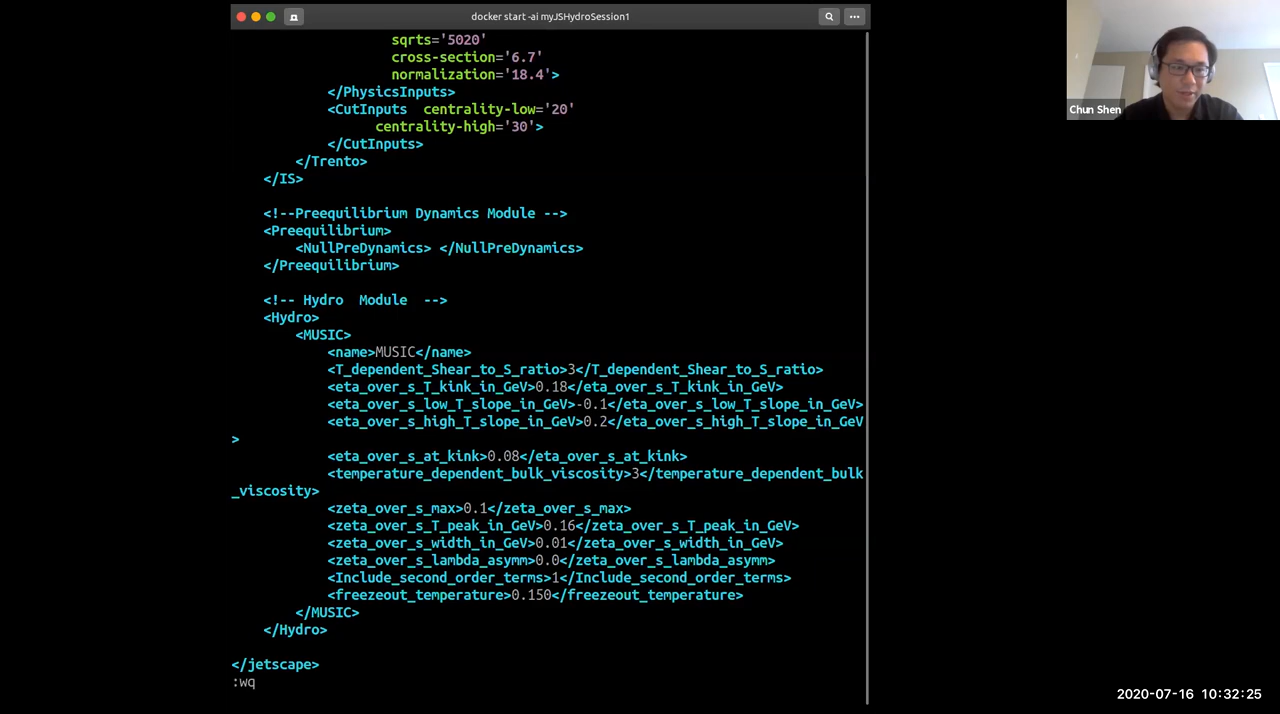 docker start -ai myJSHydroSession1
sqrts='5020'
cross-section='6.7'
normalization='18.4'>
</PhysicsInputs>
<CutInputs  centrality-low='20'
centrality-high='30'>
</CutInputs>
</Trento>
</IS>
<!--Preequilibrium Dynamics Module -->
<Preequilibrium>
<NullPreDynamics> </NullPreDynamics>
</Preequilibrium>
<!-- Hydro  Module  -->
<Hydro>
<MUSIC>
<name>MUSIC</name>
<T_dependent_Shear_to_S_ratio>3</T_dependent_Shear_to_S_ratio>
<eta_over_s_T_kink_in_GeV>0.18</eta_over_s_T_kink_in_GeV>
<eta_over_s_low_T_slope_in_GeV>-0.1</eta_over_s_low_T_slope_in_GeV>
<eta_over_s_high_T_slope_in_GeV>0.2</eta_over_s_high_T_slope_in_GeV
>
<eta_over_s_at_kink>0.08</eta_over_s_at_kink>
<temperature_dependent_bulk_viscosity>3</temperature_dependent_bulk
_viscosity>
<zeta_over_s_max>0.1</zeta_over_s_max>
<zeta_over_s_T_peak_in_GeV>0.16</zeta_over_s_T_peak_in_GeV>
<zeta_over_s_width_in_GeV>0.01</zeta_over_s_width_in_GeV>
<zeta_over_s_lambda_asymm>0.0</zeta_over_s_lambda_asymm>
<Include_second_order_terms>1</Include_second_order_terms>
<freezeout_temperature>0.150</freezeout_temperature>
</MUSIC>
</Hydro>
</jetscape>
:wq
Chun Shen
2020-07-16 10:32:25